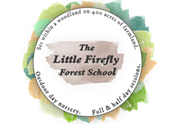 Set within a woodland on 400 acres of farmland.
The
Little Firefly
Forest School
Outdoor day nursery.
Full & half day sessions.